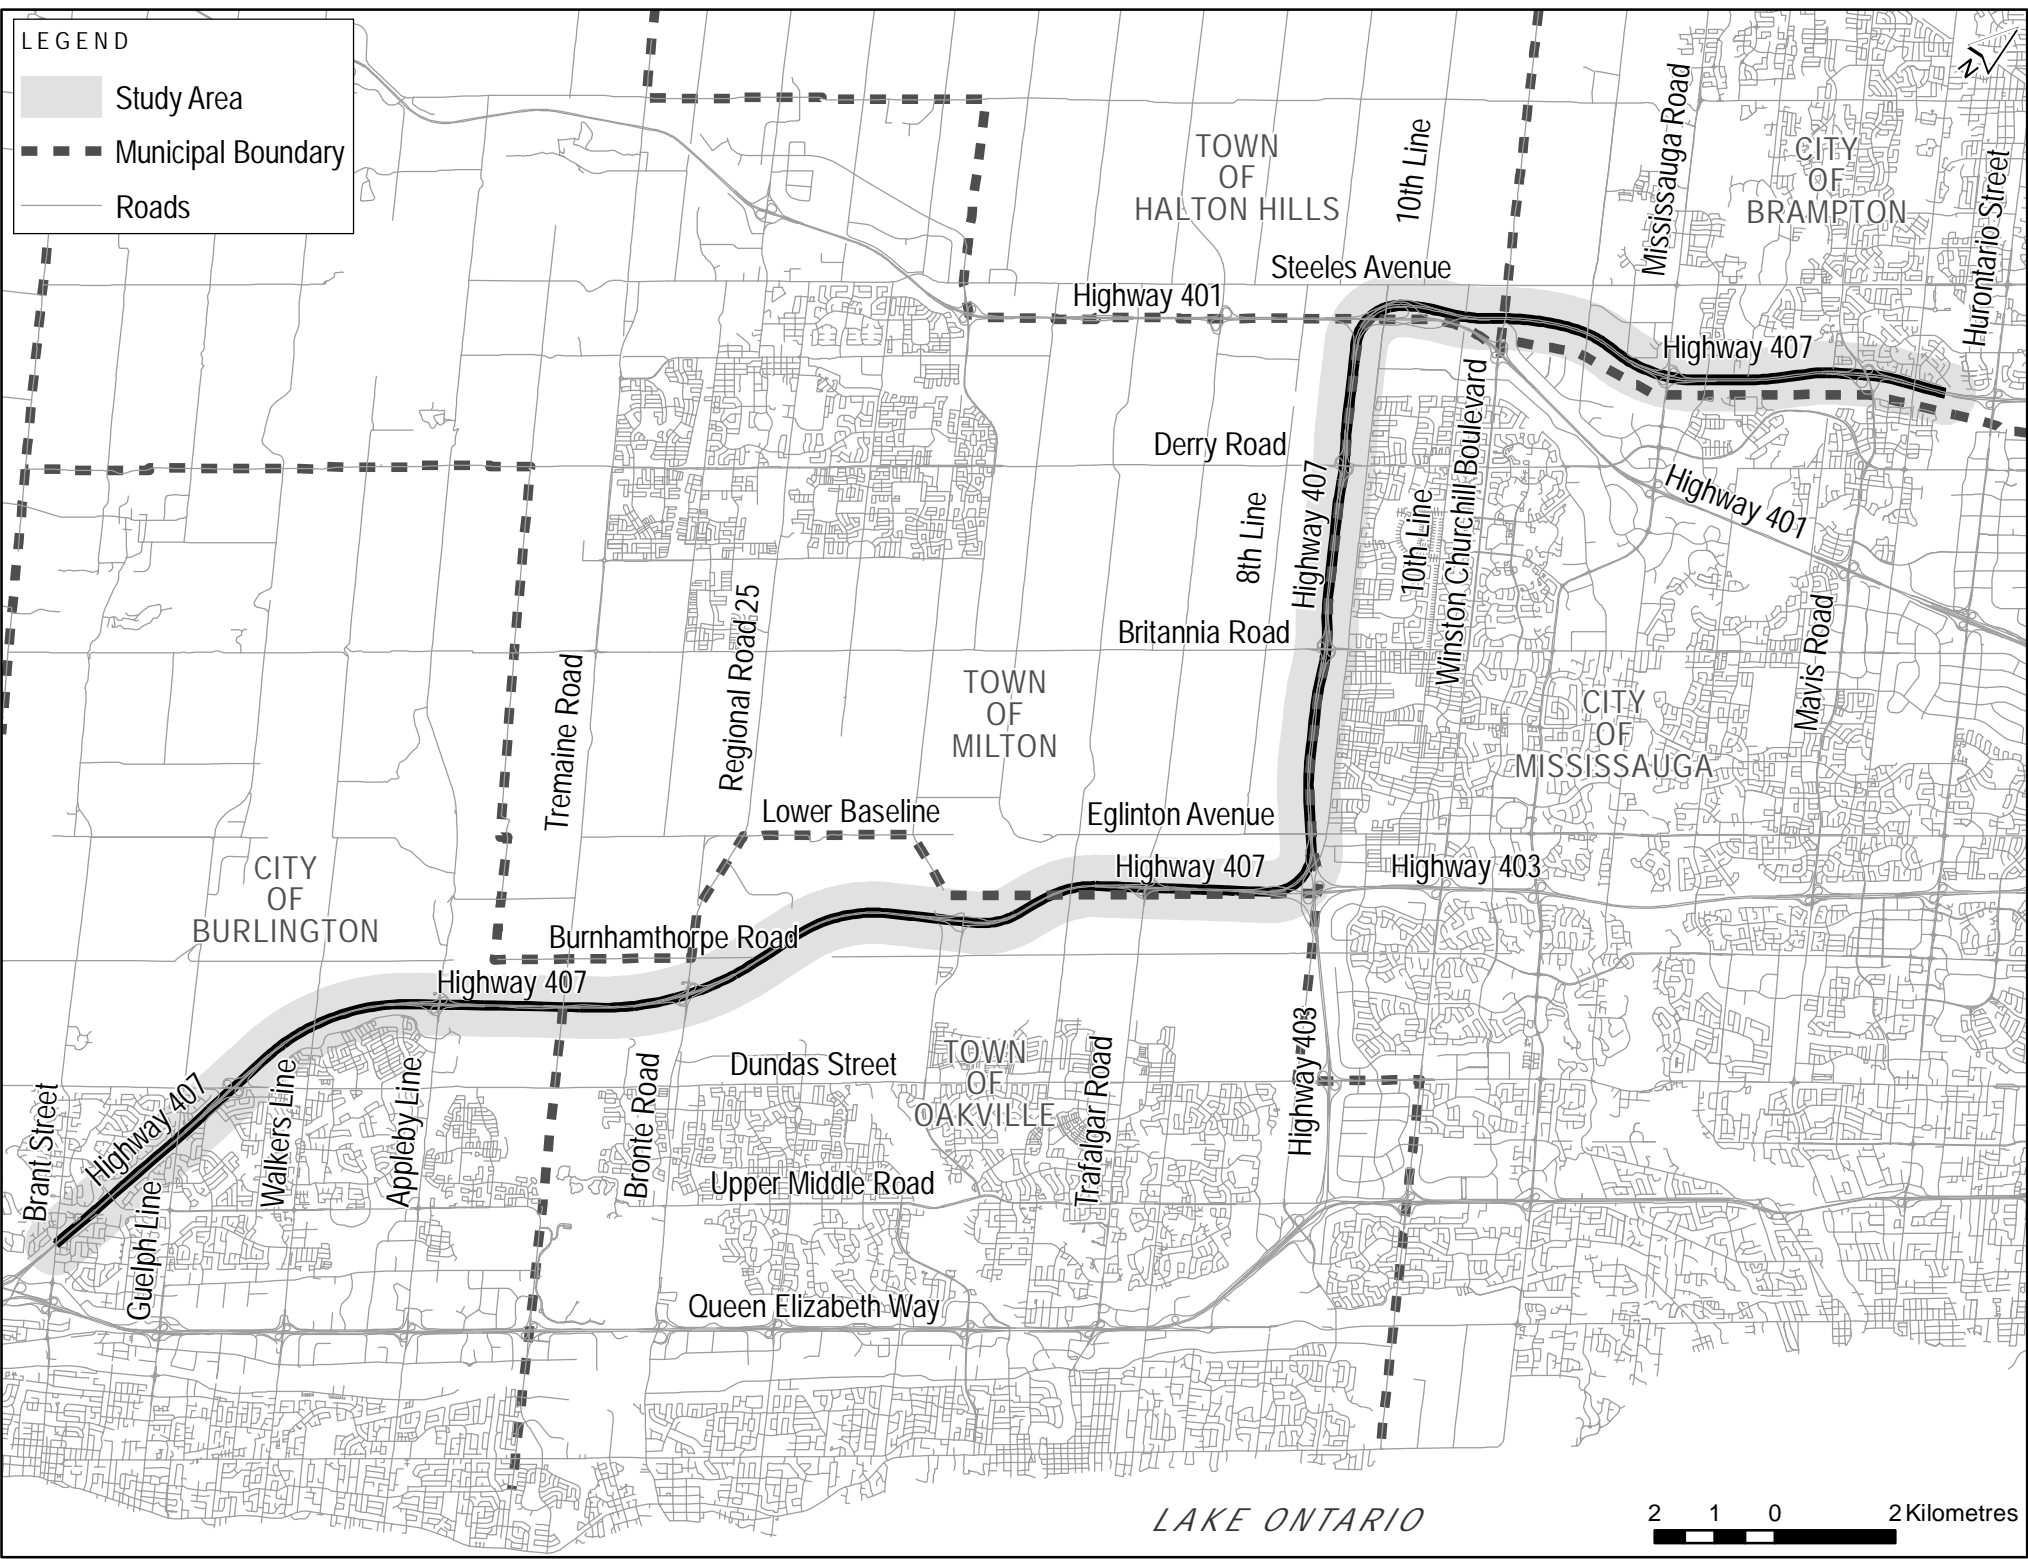 LEGEND
Study Area
Municipal Boundary
Roads
N
TOWN
OF
HALTON HILLS
10th Line
Mississauga Road
CITY
OF
BRAMPTON
Hurontario Street
Steeles Avenue
Highway 401
Highway 407
Derry Road
8th Line
Highway 407
10th Line
Winston Churchill Boulevard
Highway 401
Britannia Road
Mavis Road
Regional Road 25
Tremaine Road
TOWN
OF
MILTON
CITY
OF
MISSISSAUGA
Lower Baseline
Eglinton Avenue
Highway 407
Highway 403
CITY
OF
BURLINGTON
Burnhamthorpe Road
Highway 407
Highway 403
Dundas Street
TOWN
OF
OAKVILLE
Trafalgar Road
Bronte Road
Appleby Line
Walkers Line
Highway 407
Brant Street
Guelph Line
Upper Middle Road
Queen Elizabeth Way
LAKE ONTARIO
2 1 0 2 Kilometres